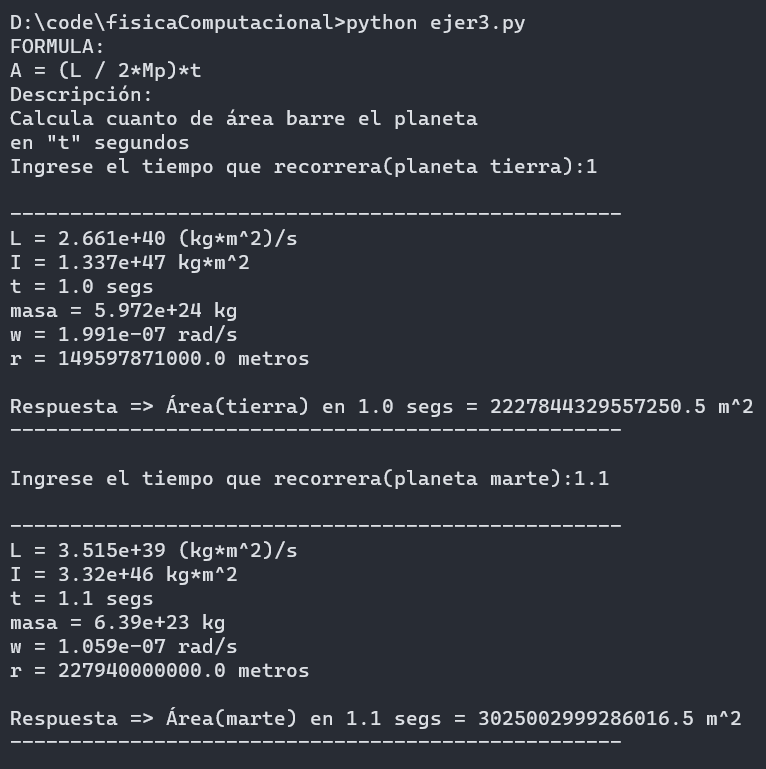 D:\code\fisicaComputacional>python ejer3.py
FORMULA:
A = (L / 2*Mp)*t
Descripción:
Calcula cuanto de área barre el planeta
en "t" segundos
Ingrese el tiempo que recorrera(planeta tierra):1
---------------------------------------------------
L = 2.661e+40 (kg*m^2)/s
I = 1.337e+47 kg*m^2
t = 1.0 segs
masa = 5.972e+24 kg
w = 1.991e-07 rad/s
r = 149597871000.0 metros
Respuesta => Área(tierra) en 1.0 segs = 2227844329557250.5 m^2
---------------------------------------------------
Ingrese el tiempo que recorrera(planeta marte):1.1
---------------------------------------------------
L = 3.515e+39 (kg*m^2)/s
I = 3.32e+46 kg*m^2
t = 1.1 segs
masa = 6.39e+23 kg
w = 1.059e-07 rad/s
r = 227940000000.0 metros
Respuesta => Área(marte) en 1.1 segs = 3025002999286016.5 m^2
---------------------------------------------------